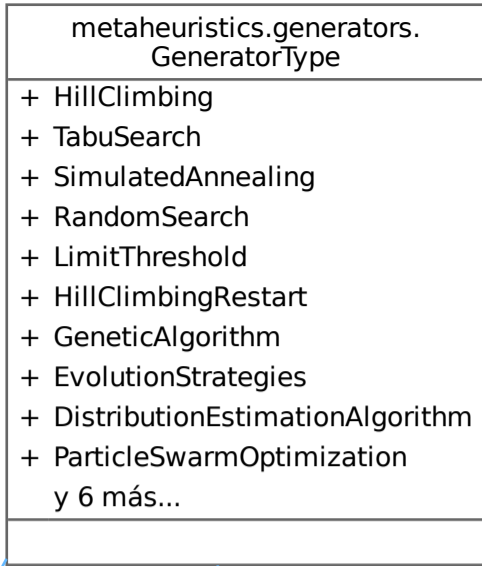 metaheuristics.generators.
GeneratorType
+ HillClimbing
+ TabuSearch
+ SimulatedAnnealing
+ RandomSearch
+ LimitThreshold
+ HillClimbingRestart
+ GeneticAlgorithm
+ EvolutionStrategies
+ DistributionEstimationAlgorithm
+ ParticleSwarmOptimization
y 6 más...